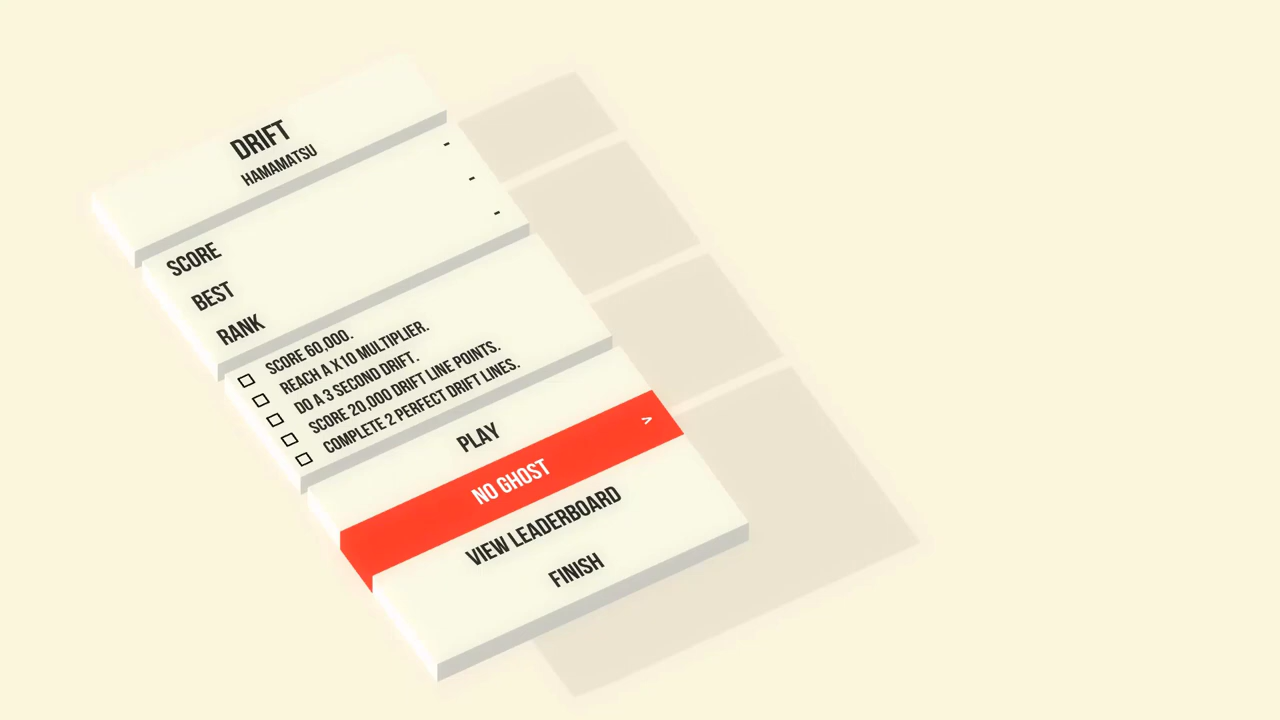 DRIFT
HAMAMATSU
SCORE -
BEST -
RANK -
SCORE 60,000.
REACH A X10 MULTIPLIER.
DO A 3 SECOND DRIFT.
SCORE 20,000 DRIFT LINE POINTS.
COMPLETE 2 PERFECT DRIFT LINES.
PLAY
NO GHOST >
VIEW LEADERBOARD
FINISH